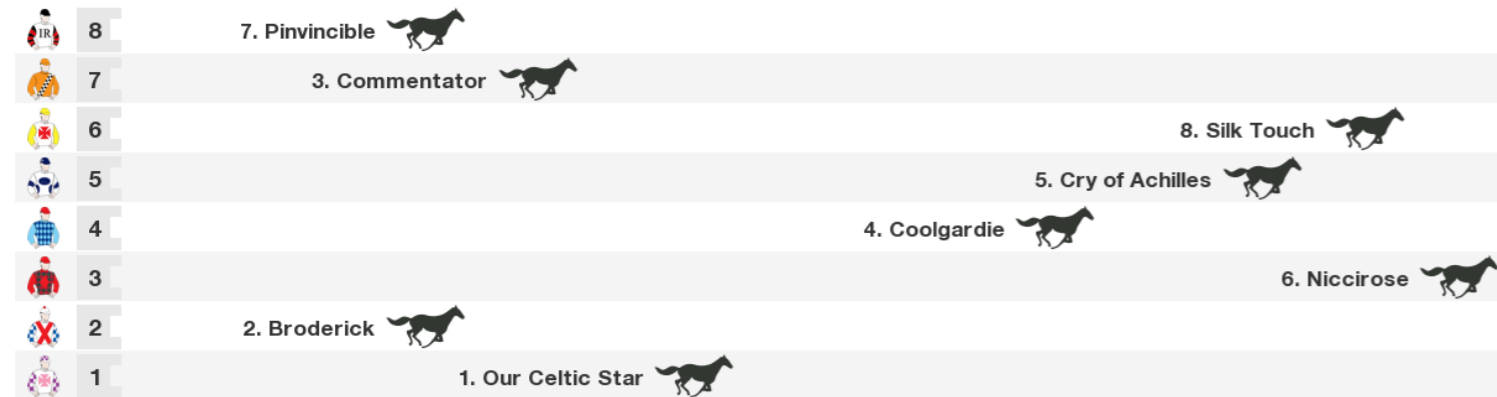 IR 8 7. Pinvincible
7 3. Commentator
6 8. Silk Touch
5 5. Cry of Achilles
4 4. Coolgardie
3 6. Niccirose
2 2. Broderick
1 1. Our Celtic Star